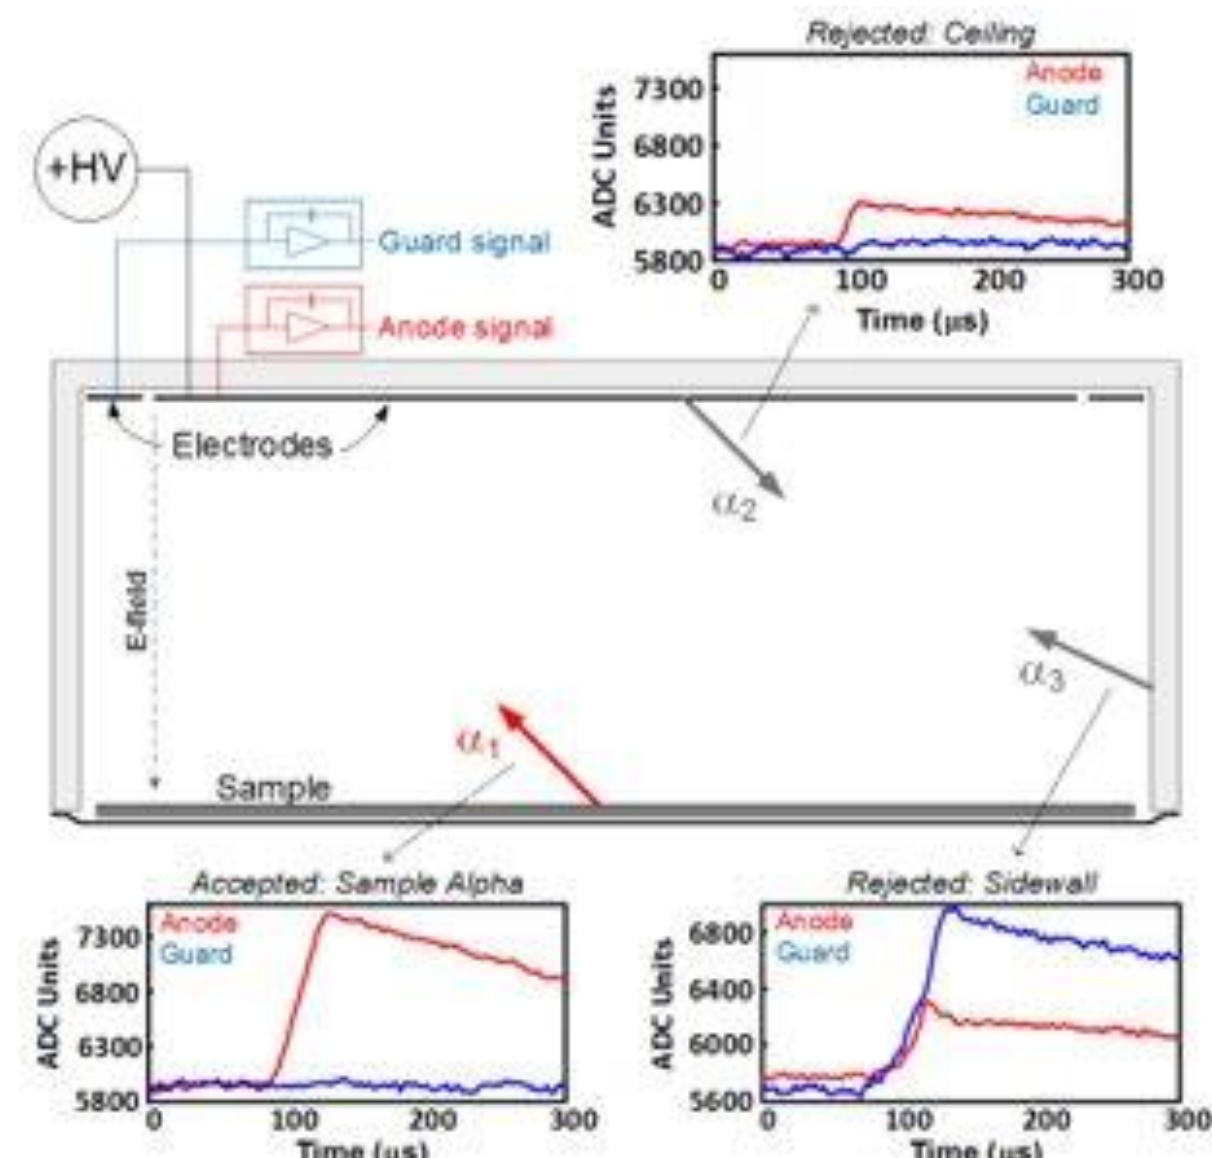 Rejected: Ceiling
Anode
Guard
ADC Units
7300
6800
6300
5800
0 100 200 300
Time (μs)
+HV
Guard signal
Anode signal
Electrodes
α2
E-field
α3
α1
Sample
Accepted: Sample Alpha
Anode
Guard
ADC Units
7300
6800
6300
5800
0 100 200 300
Time (μs)
Rejected: Sidewall
Anode
Guard
ADC Units
6800
6400
6000
5600
0 100 200 300
Time (μs)